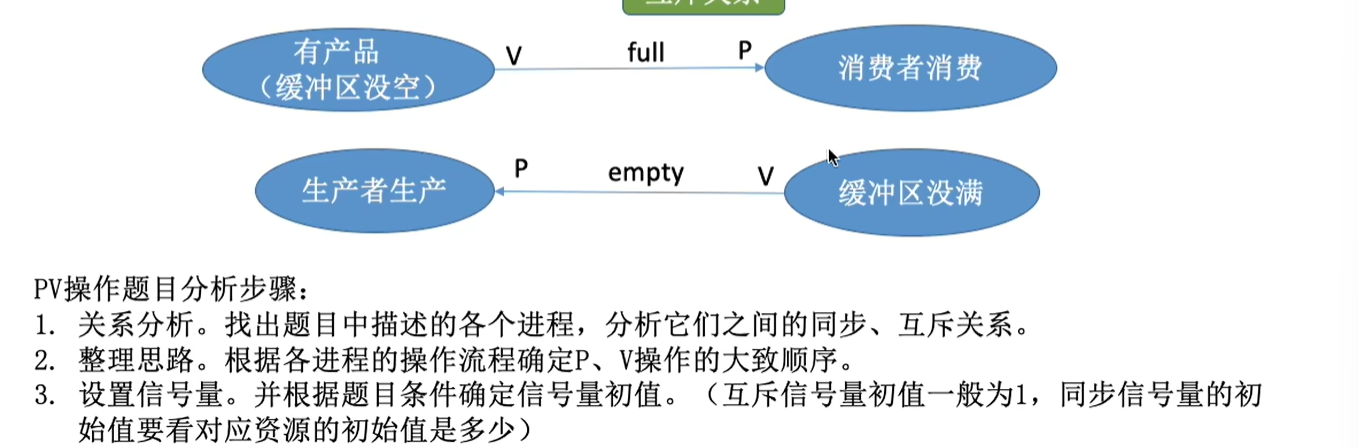 有产品
（缓冲区没空）
V full P
消费者消费
生产者生产
P empty V
缓冲区没满
PV操作题目分析步骤：
1. 关系分析。找出题目中描述的各个进程，分析它们之间的同步、互斥关系。
2. 整理思路。根据各进程的操作流程确定P、V操作的大致顺序。
3. 设置信号量。并根据题目条件确定信号量初值。（互斥信号量初值一般为1，同步信号量的初
始值要看对应资源的初始值是多少）